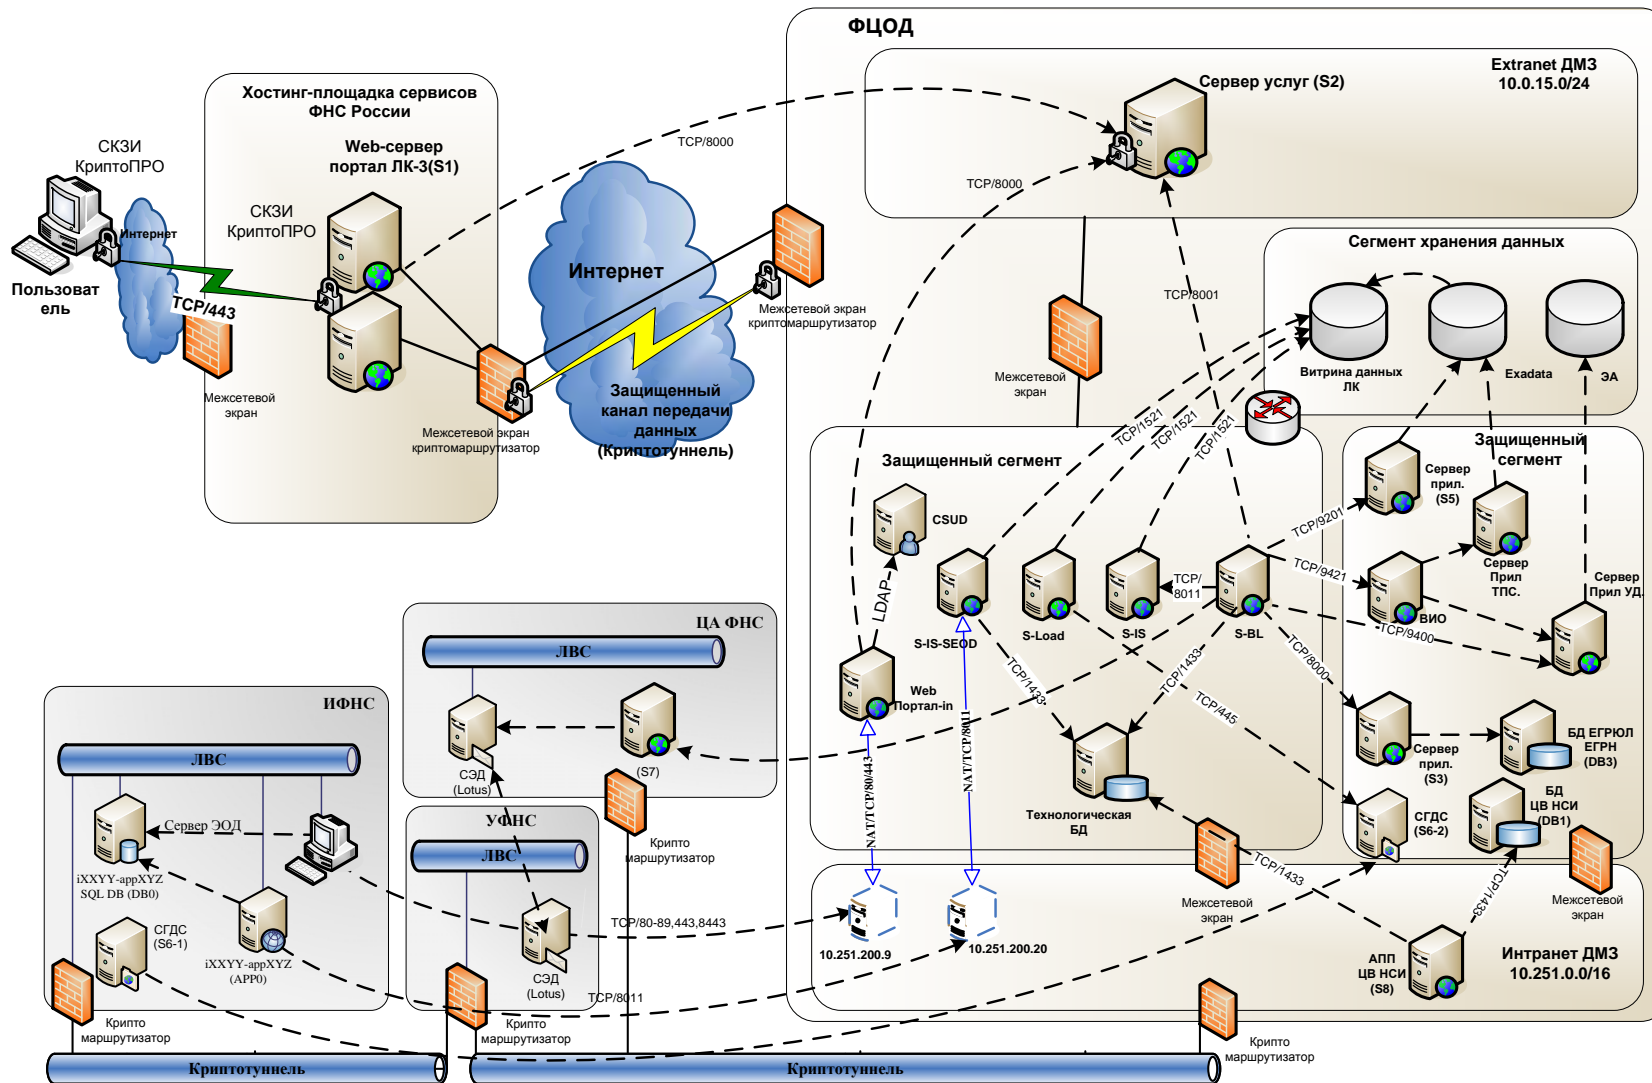 ФЦОД
Extranet ДМЗ
10.0.15.0/24
Сервер услуг (S2)
Хостинг-площадка сервисов
ФНС России
Web-сервер
портал ЛК-3(S1)
СКЗИ
КриптоПРО
СКЗИ
КриптоПРО
Интернет
Пользоват
ель
TCP/443
Межсетевой
экран
TCP/8000
Интернет
Защищенный
канал передачи
данных
(Криптотуннель)
Межсетевой экран
криптомаршрутизатор
Межсетевой экран
криптомаршрутизатор
TCP/8000
TCP/8001
Межсетевой
экран
Сегмент хранения данных
Витрина данных
ЛК
Exadata
ЭА
TCP/1521
TCP/1521
TCP/1521
Защищенный сегмент
CSUD
LDAP
S-IS-SEOD
S-Load
S-IS
S-BL
TCP/
8011
Web
Портал-in
TCP/1433
TCP/1433
TCP/445
Технологическая
БД
NAT/TCP/80/443
NAT/TCP/8011
Защищенный
сегмент
Сервер
прил.
(S5)
TCP/9201
TCP/9421
TCP/9400
TCP/8000
ВИО
Сервер
Прил
ТПС.
Сервер
Прил УД.
Сервер
прил.
(S3)
БД ЕГРЮЛ
ЕГРН
(DB3)
БД
ЦВ НСИ
(DB1)
СГДС
(S6-2)
Межсетевой
экран
Межсетевой
экран
TCP/1433
TCP/1433
10.251.200.9
10.251.200.20
АПП
ЦВ НСИ
(S8)
Интранет ДМЗ
10.251.0.0/16
ЦА ФНС
ЛВС
СЭД
(Lotus)
(S7)
Крипто
маршрутизатор
УФНС
ЛВС
СЭД
(Lotus)
ИФНС
ЛВС
Сервер ЭОД
iXXYY-appXYZ
SQL DB (DB0)
СГДС
(S6-1)
iXXYY-appXYZ
(APP0)
TCP/80-89,443,8443
TCP/8011
Крипто
маршрутизатор
Крипто
маршрутизатор
Крипто
маршрутизатор
Криптотуннель
Криптотуннель